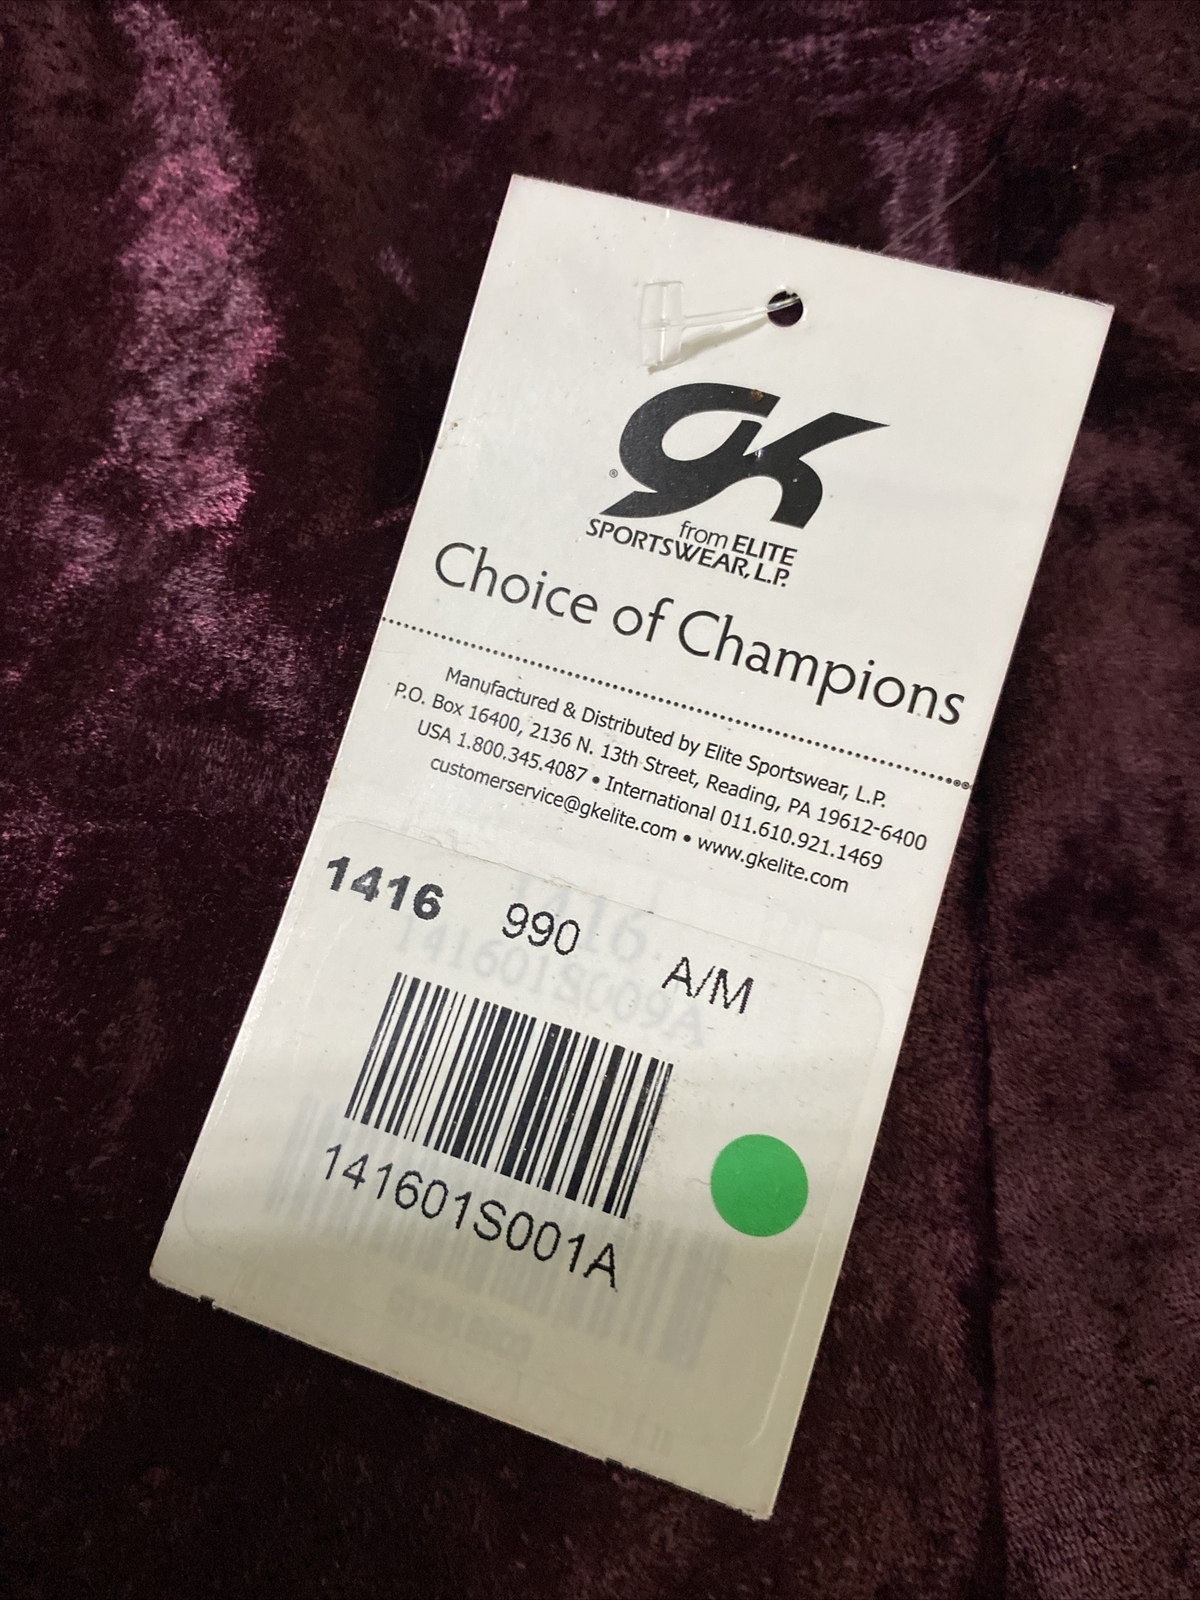 GK
®
from ELITE
SPORTSWEAR, L.P.
Choice of Champions
Manufactured & Distributed by Elite Sportswear, L.P.
P.O. Box 16400, 2136 N. 13th Street, Reading, PA 19612-6400
USA 1.800.345.4087 • International 011.610.921.1469
customerservice@gkelite.com • www.gkelite.com
1416 990 A/M
1416
141601S009A
141601S001A